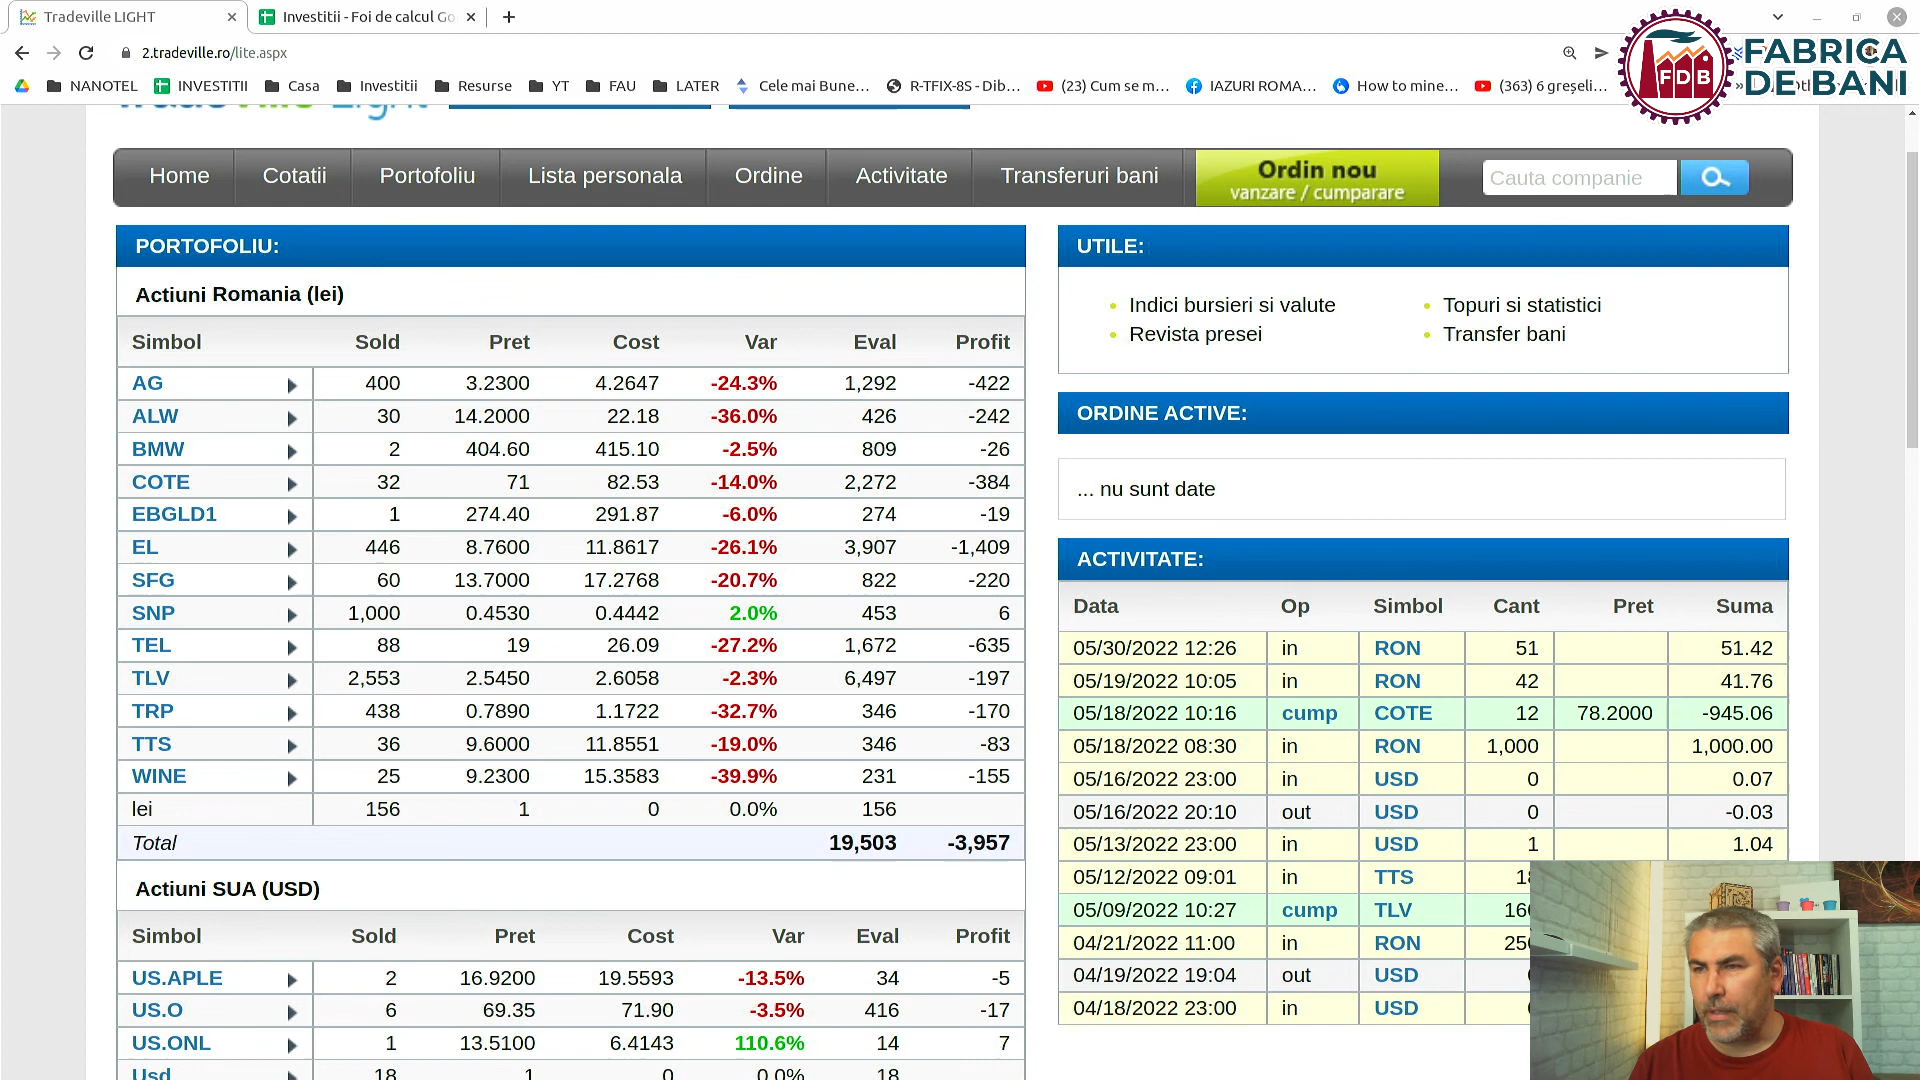 Tradeville LIGHT
Investitii - Foi de calcul Go
2.tradeville.ro/lite.aspx
NANOTEL INVESTITII Casa Investitii Resurse YT FAU LATER Cele mai Bune... R-TFIX-8S - Dib... (23) Cum se m... IAZURI ROMA... How to mine... (363) 6 greșeli...
FDB
FABRICA
DE BANI
Home Cotatii Portofoliu Lista personala Ordine Activitate Transferuri bani
Ordin nou
vanzare / cumparare
Cauta companie
PORTOFOLIU:
Actiuni Romania (lei)
Simbol Sold Pret Cost Var Eval Profit
AG 400 3.2300 4.2647 -24.3% 1,292 -422
ALW 30 14.2000 22.18 -36.0% 426 -242
BMW 2 404.60 415.10 -2.5% 809 -26
COTE 32 71 82.53 -14.0% 2,272 -384
EBGLD1 1 274.40 291.87 -6.0% 274 -19
EL 446 8.7600 11.8617 -26.1% 3,907 -1,409
SFG 60 13.7000 17.2768 -20.7% 822 -220
SNP 1,000 0.4530 0.4442 2.0% 453 6
TEL 88 19 26.09 -27.2% 1,672 -635
TLV 2,553 2.5450 2.6058 -2.3% 6,497 -197
TRP 438 0.7890 1.1722 -32.7% 346 -170
TTS 36 9.6000 11.8551 -19.0% 346 -83
WINE 25 9.2300 15.3583 -39.9% 231 -155
lei 156 1 0 0.0% 156
Total 19,503 -3,957
Actiuni SUA (USD)
Simbol Sold Pret Cost Var Eval Profit
US.APLE 2 16.9200 19.5593 -13.5% 34 -5
US.O 6 69.35 71.90 -3.5% 416 -17
US.ONL 1 13.5100 6.4143 110.6% 14 7
Usd 18 1 0 0.0% 18
UTILE:
Indici bursieri si valute
Revista presei
Topuri si statistici
Transfer bani
ORDINE ACTIVE:
... nu sunt date
ACTIVITATE:
Data Op Simbol Cant Pret Suma
05/30/2022 12:26 in RON 51 51.42
05/19/2022 10:05 in RON 42 41.76
05/18/2022 10:16 cump COTE 12 78.2000 -945.06
05/18/2022 08:30 in RON 1,000 1,000.00
05/16/2022 23:00 in USD 0 0.07
05/16/2022 20:10 out USD 0 -0.03
05/13/2022 23:00 in USD 1 1.04
05/12/2022 09:01 in TTS 18
05/09/2022 10:27 cump TLV 160
04/21/2022 11:00 in RON 250
04/19/2022 19:04 out USD
04/18/2022 23:00 in USD